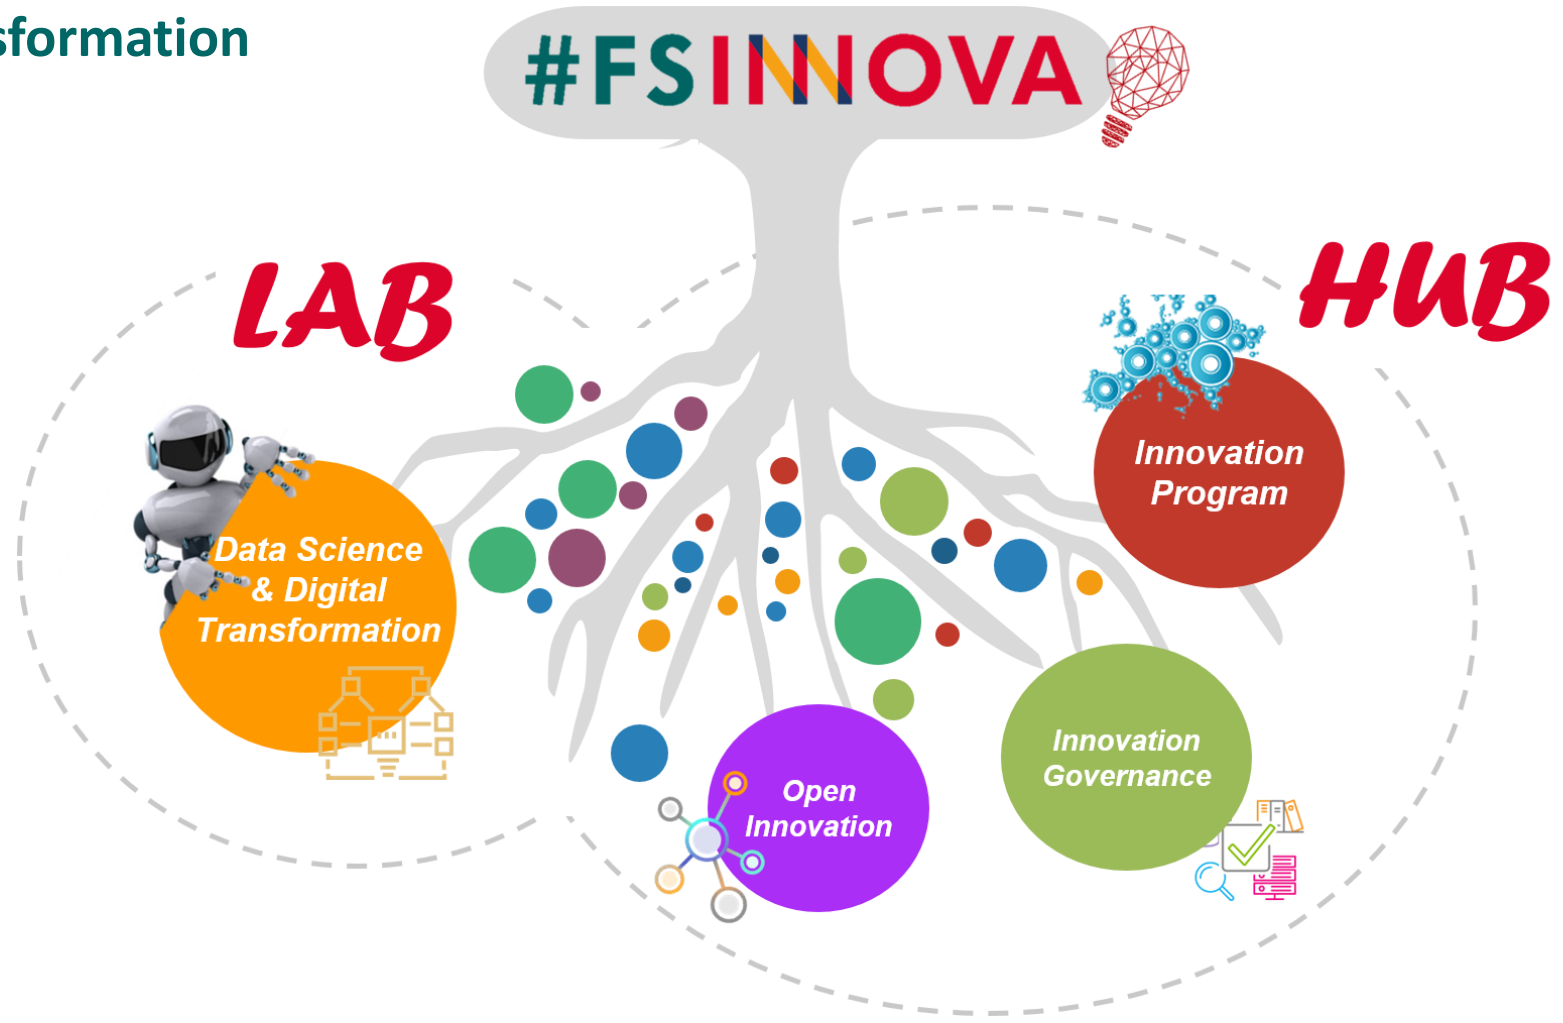 sformation
#FSINNOVA
LAB
HUB
Innovation
Program
Data Science
& Digital
Transformation
Innovation
Governance
Open
Innovation